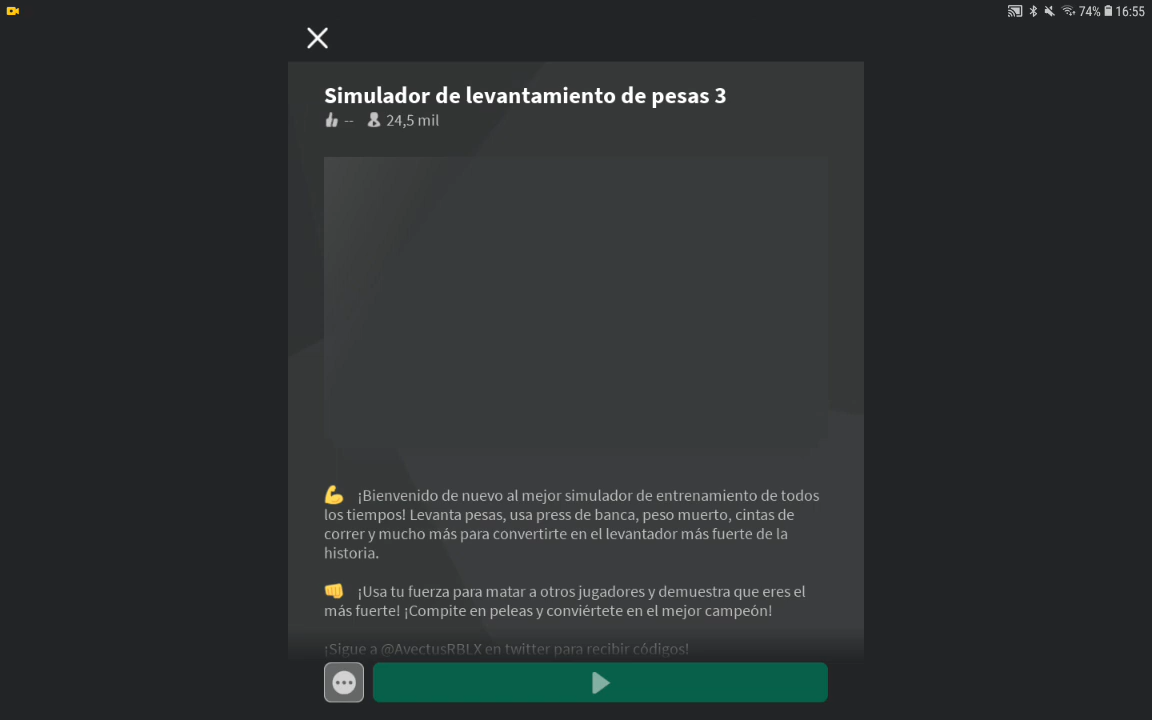 74% 16:55
Simulador de levantamiento de pesas 3
-- 24,5 mil
💪 ¡Bienvenido de nuevo al mejor simulador de entrenamiento de todos
los tiempos! Levanta pesas, usa press de banca, peso muerto, cintas de
correr y mucho más para convertirte en el levantador más fuerte de la
historia.
👊 ¡Usa tu fuerza para matar a otros jugadores y demuestra que eres el
más fuerte! ¡Compite en peleas y conviértete en el mejor campeón!
¡Sigue a @AvectusRBLX en twitter para recibir códigos!